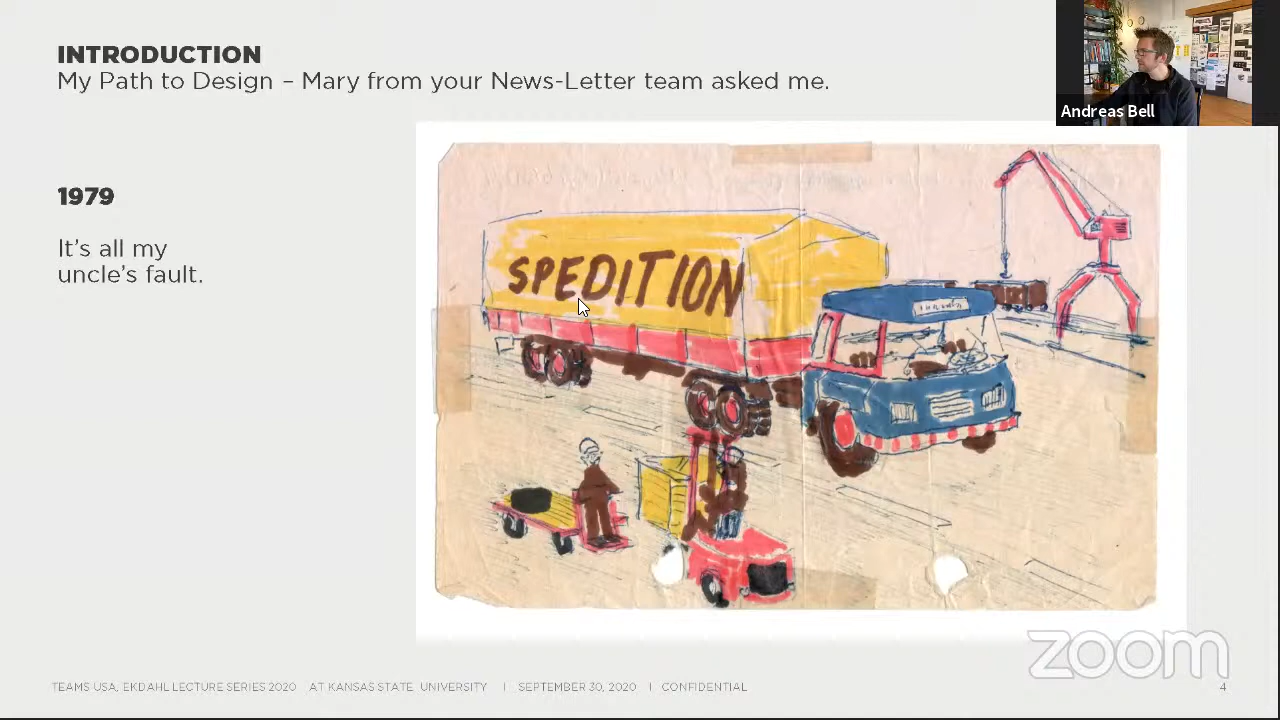 INTRODUCTION
My Path to Design – Mary from your News-Letter team asked me.
Andreas Bell
1979
It's all my
uncle's fault.
SPEDITION
zoom
TEAMS USA, EKDAHL LECTURE SERIES 2020 AT KANSAS STATE UNIVERSITY I SEPTEMBER 30, 2020 I CONFIDENTIAL
4